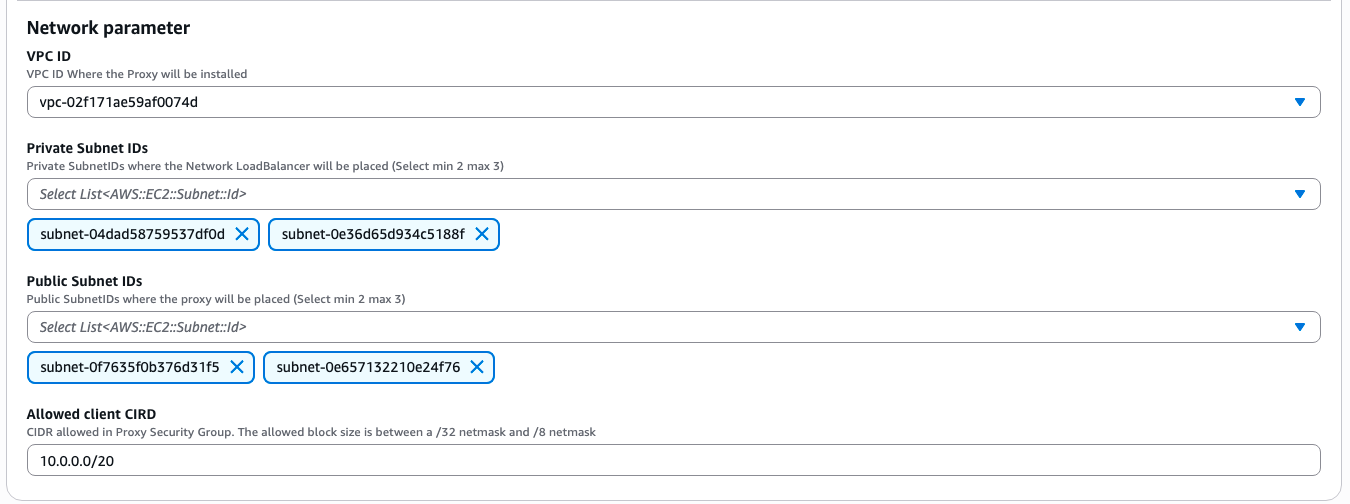 Network parameter
VPC ID
VPC ID Where the Proxy will be installed
vpc-02f171ae59af0074d
Private Subnet IDs
Private SubnetIDs where the Network LoadBalancer will be placed (Select min 2 max 3)
Select List<AWS::EC2::Subnet::Id>
subnet-04dad58759537df0d subnet-0e36d65d934c5188f
Public Subnet IDs
Public SubnetIDs where the proxy will be placed (Select min 2 max 3)
Select List<AWS::EC2::Subnet::Id>
subnet-0f7635f0b376d31f5 subnet-0e657132210e24f76
Allowed client CIRD
CIDR allowed in Proxy Security Group. The allowed block size is between a /32 netmask and /8 netmask
10.0.0.0/20